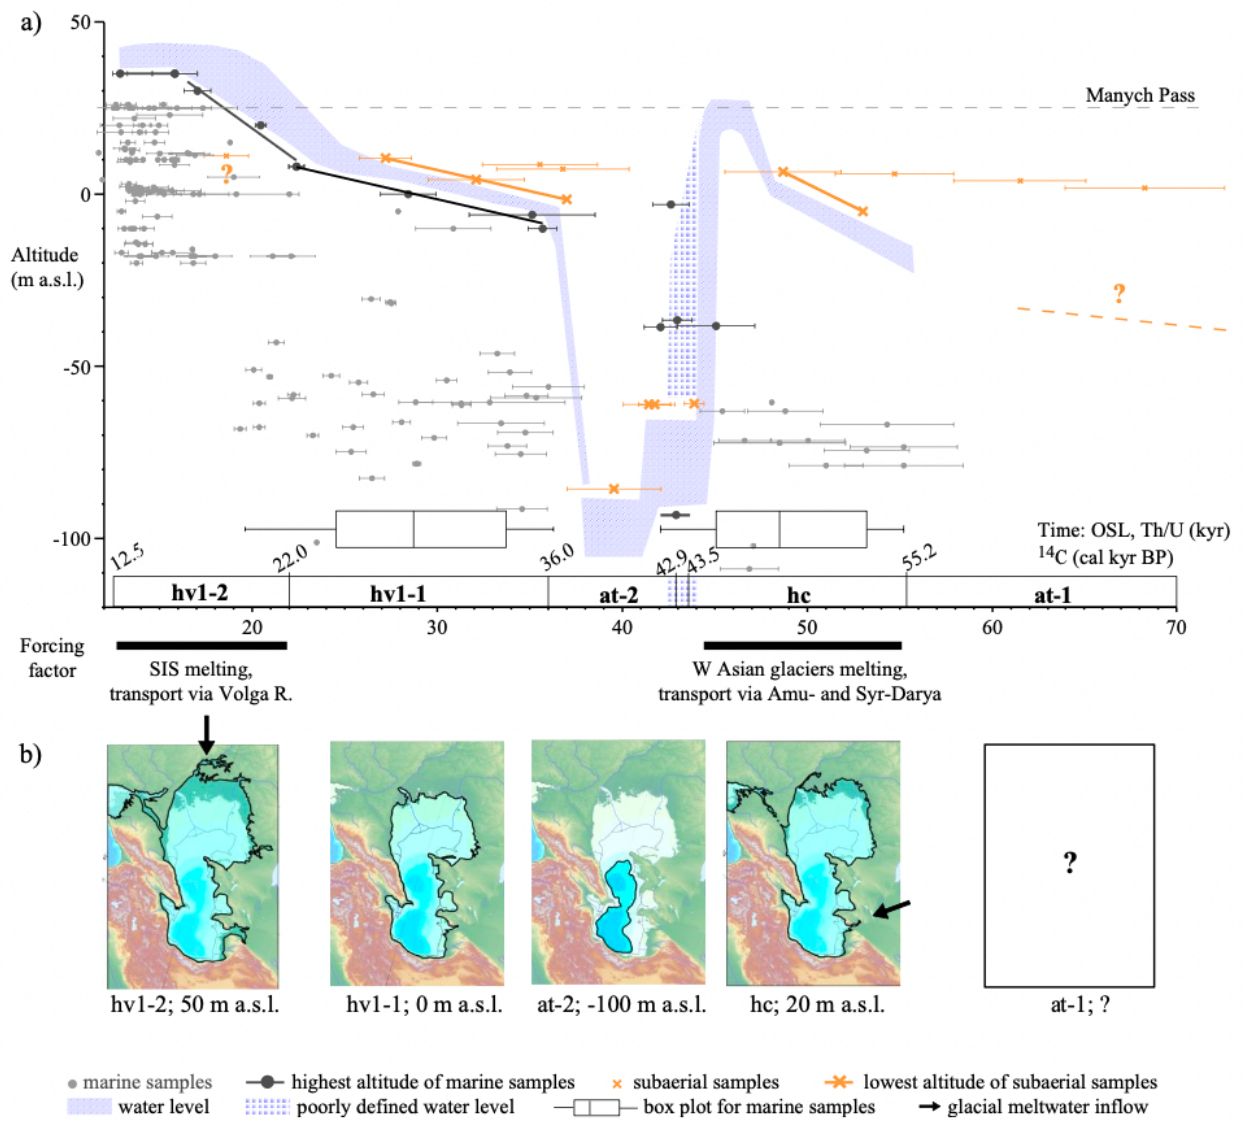 a)
50
Manych Pass
?
0
Altitude
(m a.s.l.)
?
-50
-100
Time: OSL, Th/U (kyr)
14C (cal kyr BP)
12.5
22.0
36.0
42.9
43.5
55.2
hv1-2
hv1-1
at-2
hc
at-1
20
30
40
50
60
70
Forcing
factor
SIS melting,
transport via Volga R.
W Asian glaciers melting,
transport via Amu- and Syr-Darya
b)
?
hv1-2; 50 m a.s.l.
hv1-1; 0 m a.s.l.
at-2; -100 m a.s.l.
hc; 20 m a.s.l.
at-1; ?
marine samples
highest altitude of marine samples
subaerial samples
lowest altitude of subaerial samples
water level
poorly defined water level
box plot for marine samples
glacial meltwater inflow